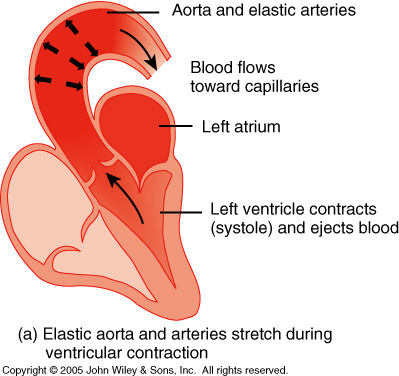 Aorta and elastic arteries
Blood flows
toward capillaries
Left atrium
Left ventricle contracts
(systole) and ejects blood
(a) Elastic aorta and arteries stretch during
ventricular contraction
Copyright © 2005 John Wiley & Sons, Inc. All rights reserved.